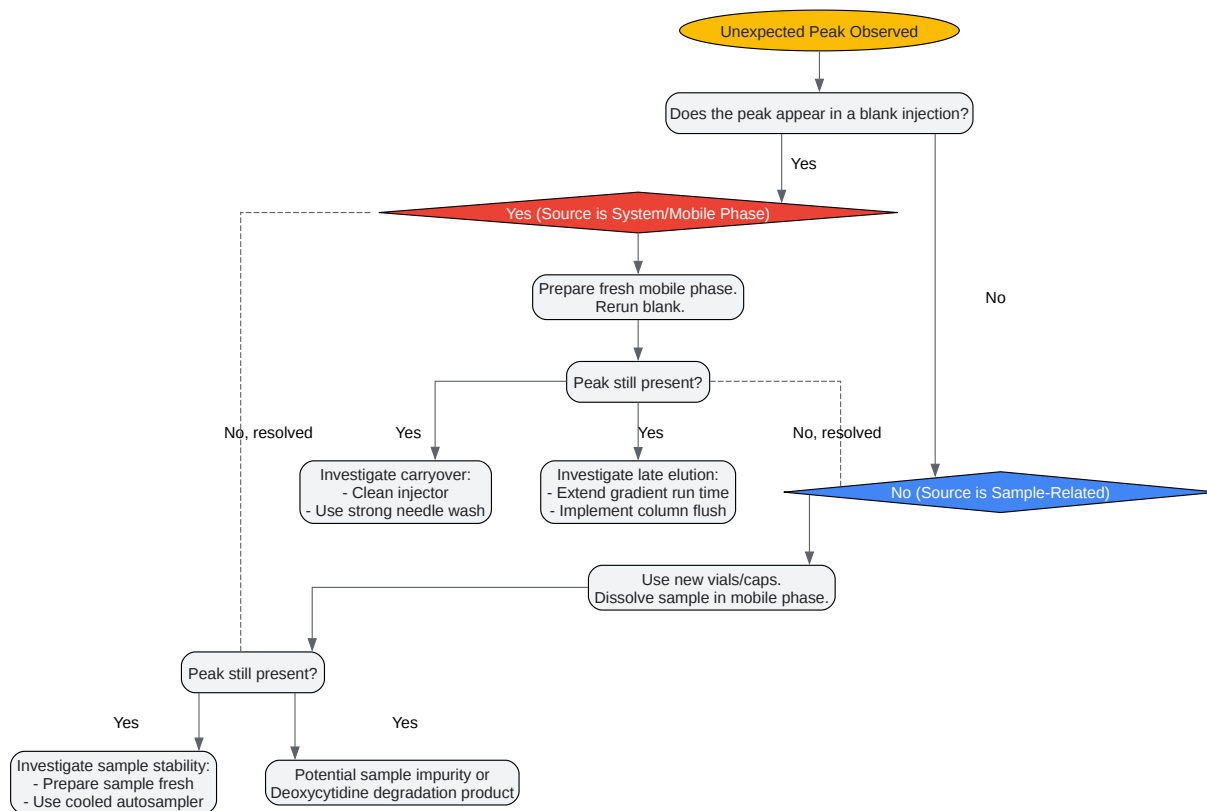 Unexpected Peak Observed
Does the peak appear in a blank injection?
Yes
Yes (Source is System/Mobile Phase)
Prepare fresh mobile phase.
Rerun blank.
No
Peak still present?
No, resolved
Yes
Yes
No, resolved
Investigate carryover:
- Clean injector
- Use strong needle wash
Investigate late elution:
- Extend gradient run time
- Implement column flush
No (Source is Sample-Related)
Use new vials/caps.
Dissolve sample in mobile phase.
Peak still present?
Yes
Yes
Investigate sample stability:
- Prepare sample fresh
- Use cooled autosampler
Potential sample impurity or
Deoxycytidine degradation product